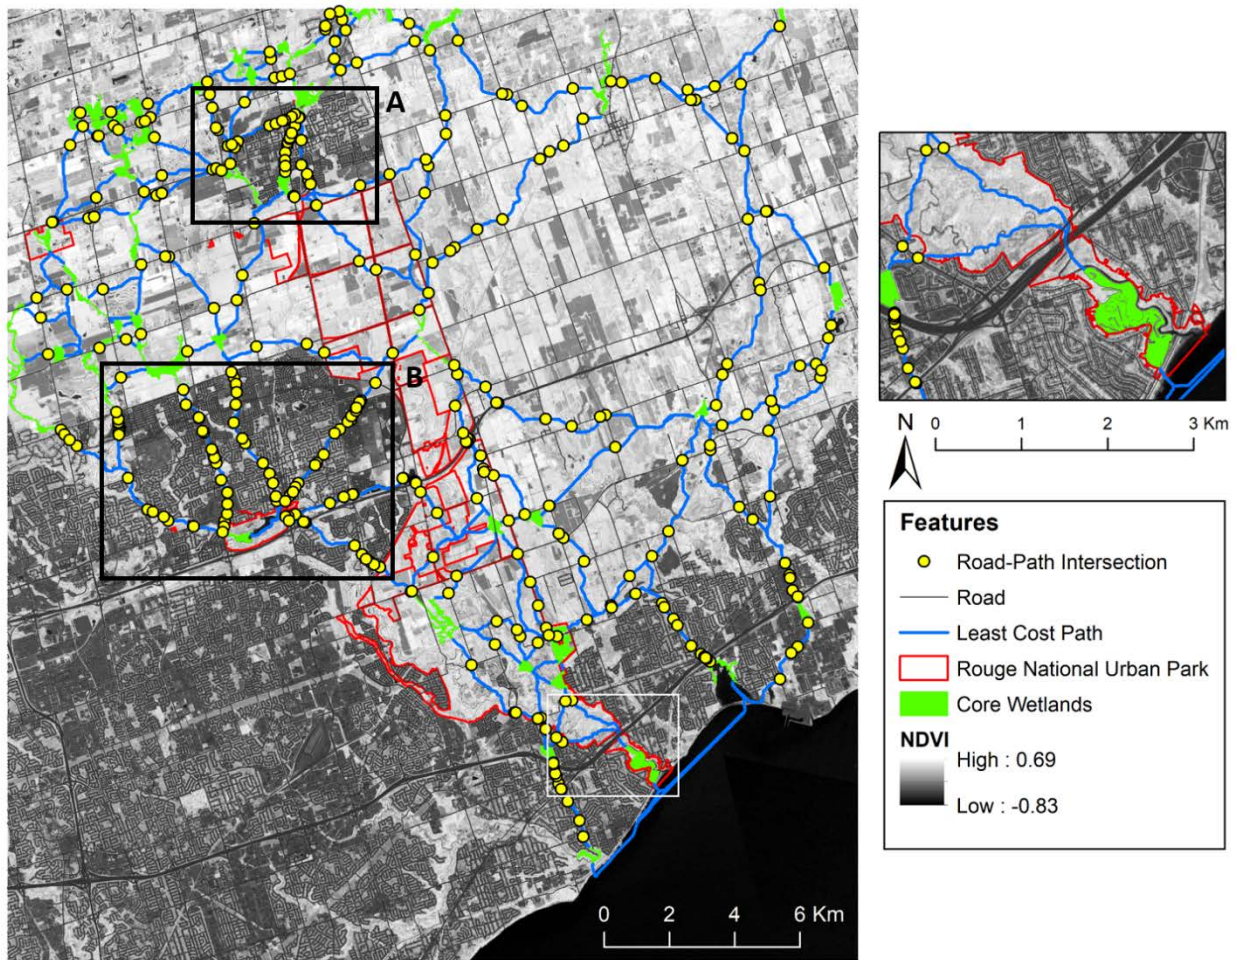 A
B
0 2 4 6 Km
N
0 1 2 3 Km
Features
Road-Path Intersection
Road
Least Cost Path
Rouge National Urban Park
Core Wetlands
NDVI
High : 0.69
Low : -0.83